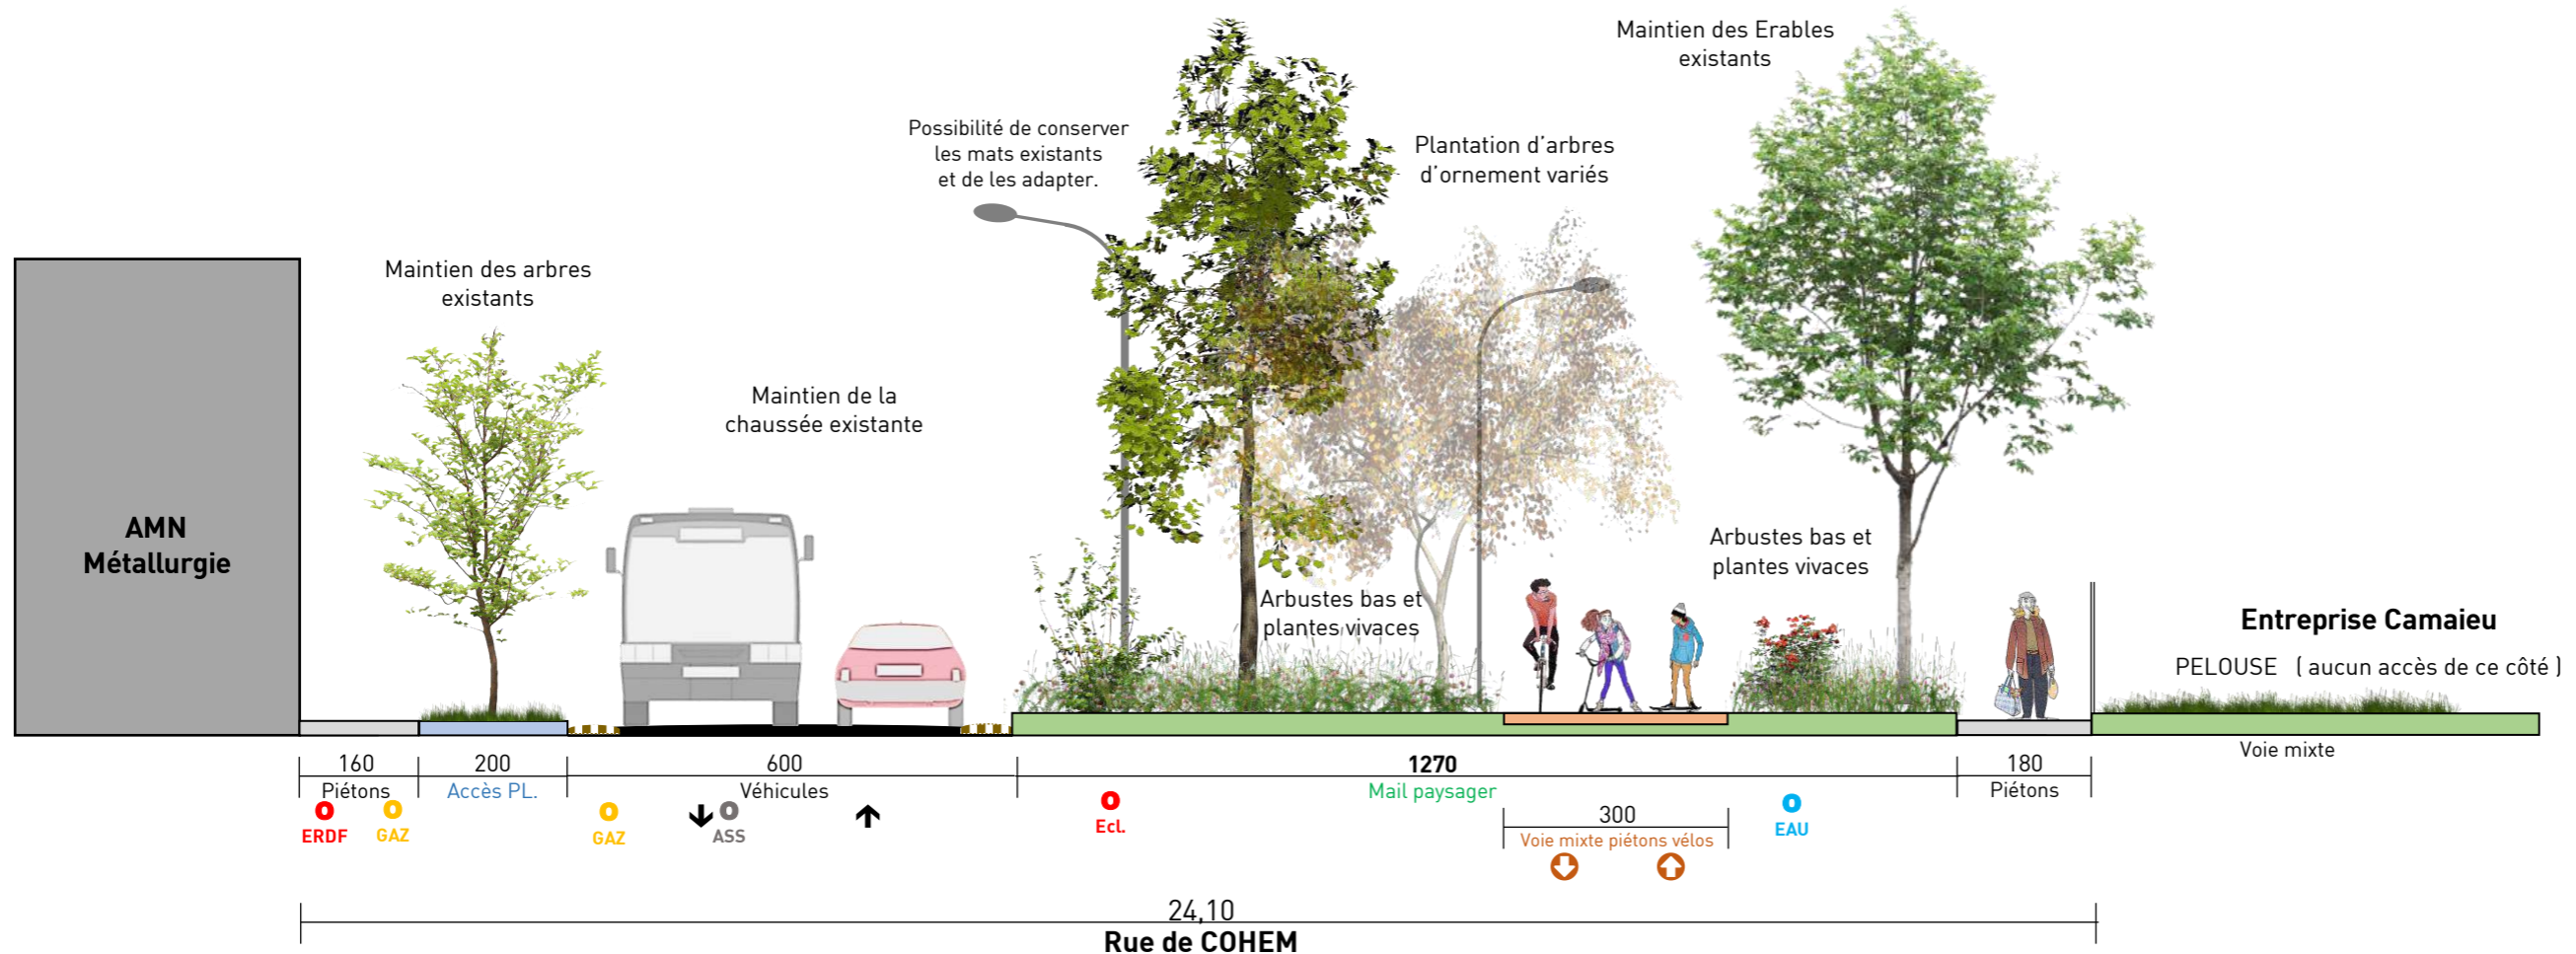 Maintien des Erables
existants
Possibilité de conserver
les mats existants
et de les adapter.
Plantation d'arbres
d'ornement variés
Maintien des arbres
existants
Maintien de la
chaussée existante
AMN
Métallurgie
Arbustes bas et
plantes vivaces
Arbustes bas et
plantes vivaces
Entreprise Camaieu
PELOUSE ( aucun accès de ce côté )
Voie mixte
160
Piétons
200
Accès PL.
600
Véhicules
1270
Mail paysager
180
Piétons
ERDF
GAZ
GAZ
ASS
Ecl.
300
Voie mixte piétons vélos
EAU
24,10
Rue de COHEM